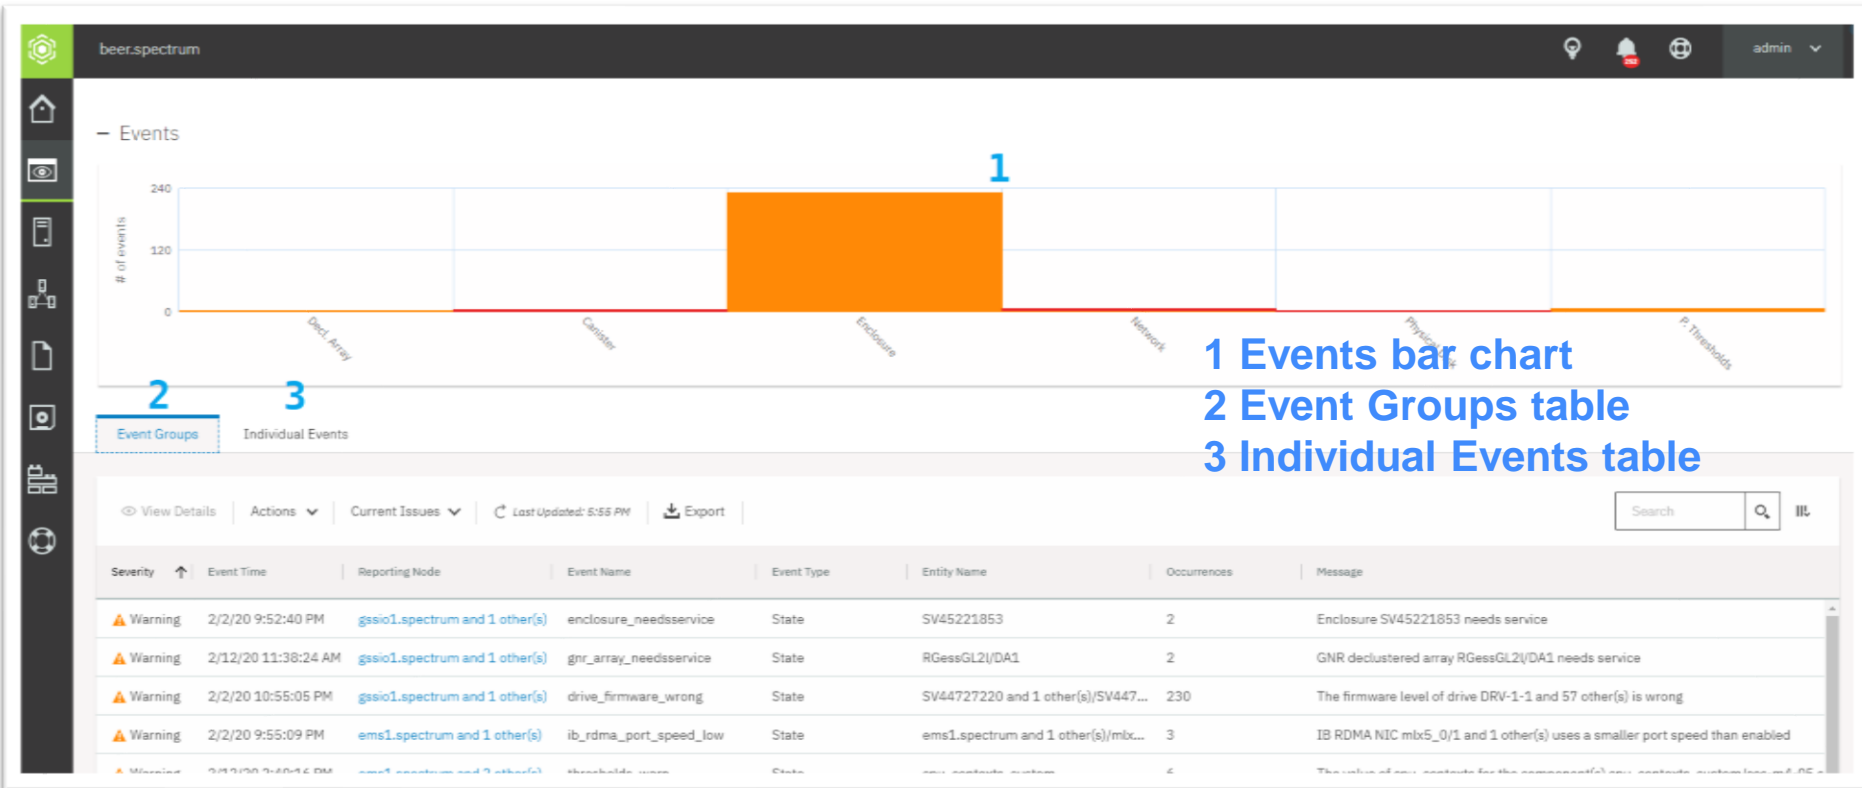 beer.spectrum
admin
Events
1
240
120
0
# of events
Decl. Array
Canister
Enclosure
Network
Physical Disk
P. Thresholds
1 Events bar chart
2 Event Groups table
3 Individual Events table
2
3
Event Groups
Individual Events
View Details
Actions
Current Issues
Last Updated: 5:55 PM
Export
Search
Severity Event Time Reporting Node Event Name Event Type Entity Name Occurrences Message
Warning 2/2/20 9:52:40 PM gssio1.spectrum and 1 other(s) enclosure_needsservice State SV45221853 2 Enclosure SV45221853 needs service
Warning 2/12/20 11:38:24 AM gssio1.spectrum and 1 other(s) gnr_array_needsservice State RGessGL2I/DA1 2 GNR declustered array RGessGL2I/DA1 needs service
Warning 2/2/20 10:55:05 PM gssio1.spectrum and 1 other(s) drive_firmware_wrong State SV44727220 and 1 other(s)/SV447... 230 The firmware level of drive DRV-1-1 and 57 other(s) is wrong
Warning 2/2/20 9:55:09 PM ems1.spectrum and 1 other(s) ib_rdma_port_speed_low State ems1.spectrum and 1 other(s)/mlx... 3 IB RDMA NIC mlx5_0/1 and 1 other(s) uses a smaller port speed than enabled